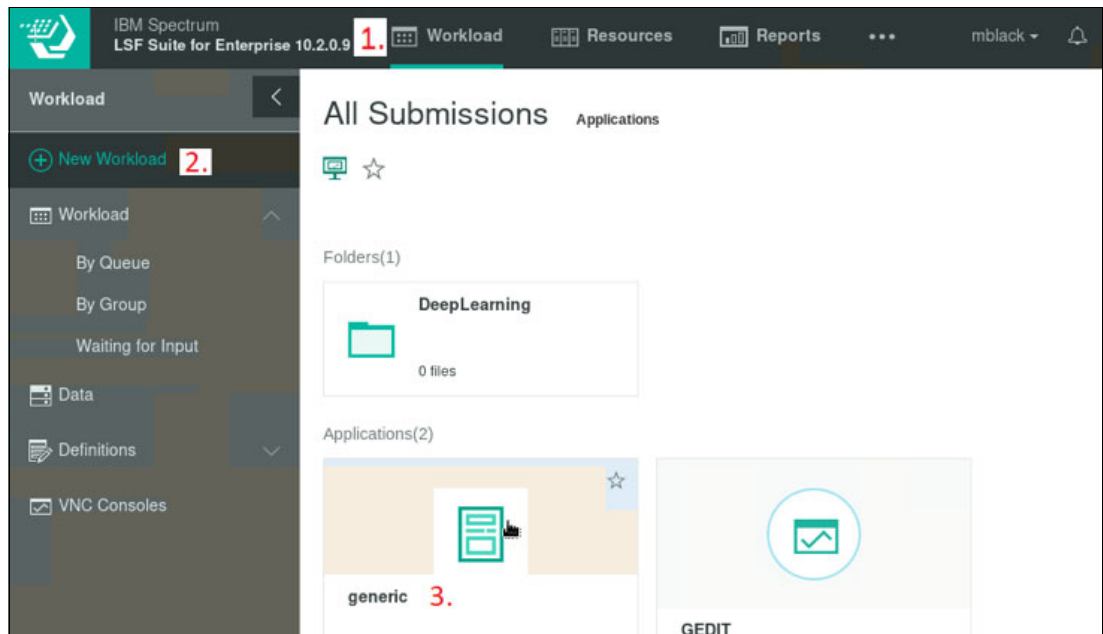 IBM Spectrum
LSF Suite for Enterprise 10.2.0.9 1. Workload Resources Reports ••• mblack
Workload
All Submissions Applications
New Workload 2.
Workload
By Queue
By Group
Waiting for Input
Data
Definitions
VNC Consoles
Folders(1)
DeepLearning
0 files
Applications(2)
generic 3.
GEDIT